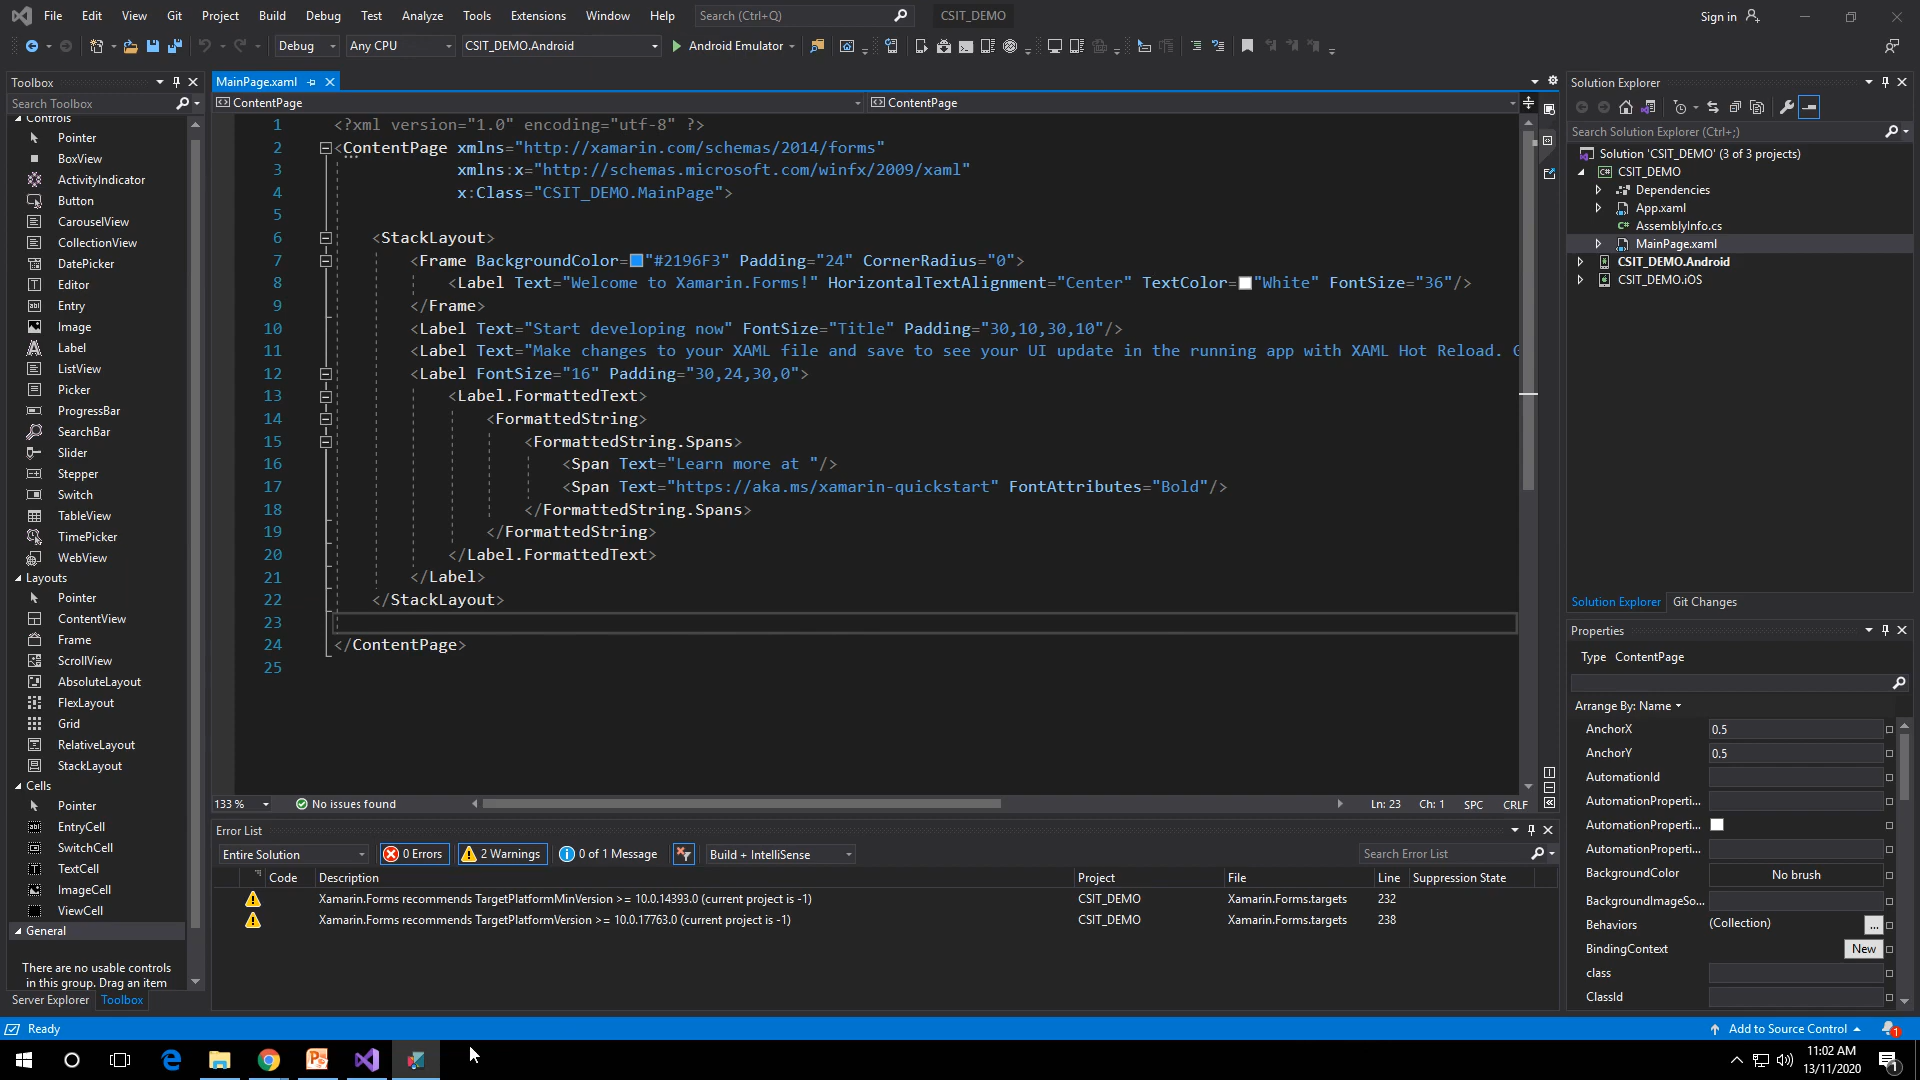 File Edit View Git Project Build Debug Test Analyze Tools Extensions Window Help Search (Ctrl+Q) CSIT_DEMO Sign in
Debug Any CPU CSIT_DEMO.Android Android Emulator
Toolbox
Search Toolbox
Controls
Pointer
BoxView
ActivityIndicator
Button
CarouselView
CollectionView
DatePicker
Editor
Entry
Image
Label
ListView
Picker
ProgressBar
SearchBar
Slider
Stepper
Switch
TableView
TimePicker
WebView
Layouts
Pointer
ContentView
Frame
ScrollView
AbsoluteLayout
FlexLayout
Grid
RelativeLayout
StackLayout
Cells
Pointer
EntryCell
SwitchCell
TextCell
ImageCell
ViewCell
General
There are no usable controls
in this group. Drag an item
Server Explorer Toolbox
MainPage.xaml
ContentPage ContentPage
1 <?xml version="1.0" encoding="utf-8" ?>
2 <ContentPage xmlns="http://xamarin.com/schemas/2014/forms"
3 xmlns:x="http://schemas.microsoft.com/winfx/2009/xaml"
4 x:Class="CSIT_DEMO.MainPage">
5
6 <StackLayout>
7 <Frame BackgroundColor="#2196F3" Padding="24" CornerRadius="0">
8 <Label Text="Welcome to Xamarin.Forms!" HorizontalTextAlignment="Center" TextColor="White" FontSize="36"/>
9 </Frame>
10 <Label Text="Start developing now" FontSize="Title" Padding="30,10,30,10"/>
11 <Label Text="Make changes to your XAML file and save to see your UI update in the running app with XAML Hot Reload. G
12 <Label FontSize="16" Padding="30,24,30,0">
13 <Label.FormattedText>
14 <FormattedString>
15 <FormattedString.Spans>
16 <Span Text="Learn more at "/>
17 <Span Text="https://aka.ms/xamarin-quickstart" FontAttributes="Bold"/>
18 </FormattedString.Spans>
19 </FormattedString>
20 </Label.FormattedText>
21 </Label>
22 </StackLayout>
23
24 </ContentPage>
25
133 % No issues found Ln: 23 Ch: 1 SPC CRLF
Error List
Entire Solution 0 Errors 2 Warnings 0 of 1 Message Build + IntelliSense Search Error List
Code Description Project File Line Suppression State
Xamarin.Forms recommends TargetPlatformMinVersion >= 10.0.14393.0 (current project is -1) CSIT_DEMO Xamarin.Forms.targets 232
Xamarin.Forms recommends TargetPlatformVersion >= 10.0.17763.0 (current project is -1) CSIT_DEMO Xamarin.Forms.targets 238
Solution Explorer
Search Solution Explorer (Ctrl+;)
Solution 'CSIT_DEMO' (3 of 3 projects)
CSIT_DEMO
Dependencies
App.xaml
AssemblyInfo.cs
MainPage.xaml
CSIT_DEMO.Android
CSIT_DEMO.iOS
Solution Explorer Git Changes
Properties
Type ContentPage
Arrange By: Name
AnchorX 0.5
AnchorY 0.5
AutomationId
AutomationProperti...
AutomationProperti...
AutomationProperti...
BackgroundColor No brush
BackgroundImageSo...
Behaviors (Collection) ...
BindingContext New
class
ClassId
Ready Add to Source Control 1
11:02 AM
13/11/2020 1